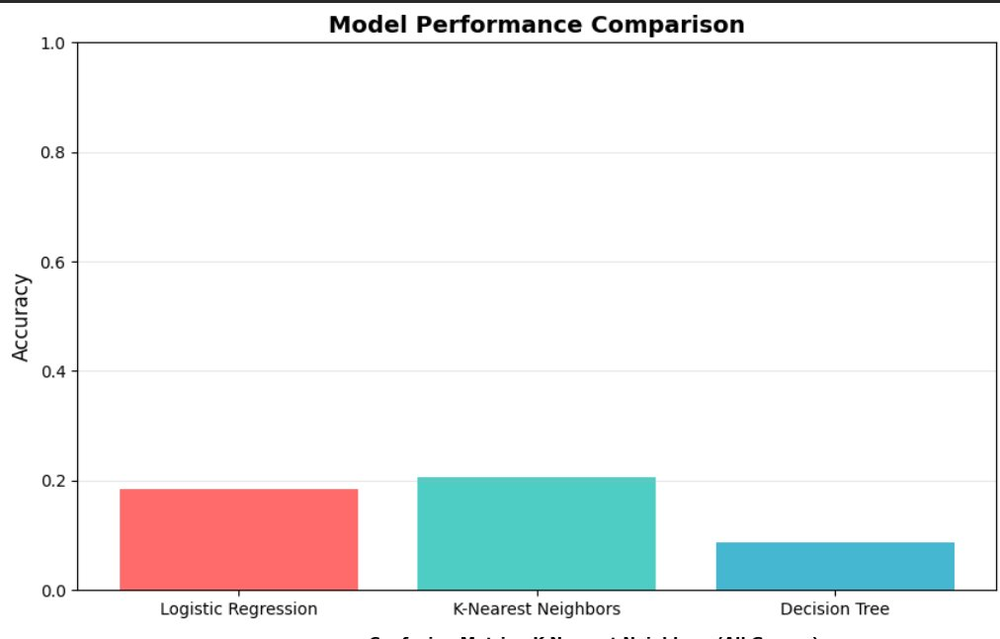 Model Performance Comparison
1.0
0.8
0.6
0.4
0.2
0.0
Accuracy
Logistic Regression
K-Nearest Neighbors
Decision Tree